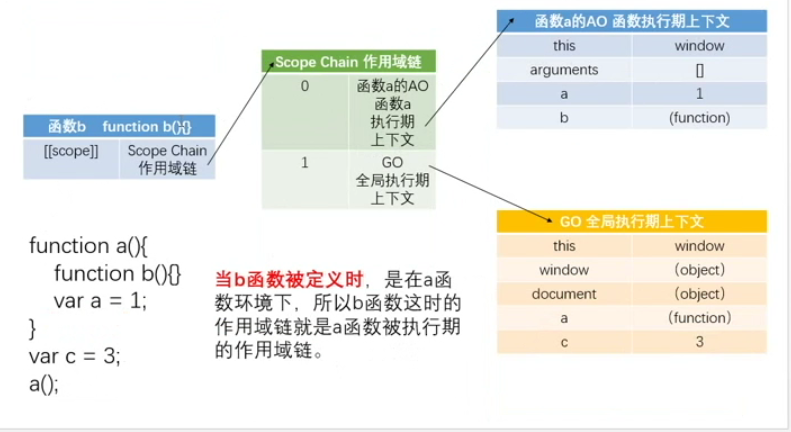 函数a的AO 函数执行期上下文
this window
arguments []
a 1
b (function)
Scope Chain 作用域链
0 函数a的AO
函数a
执行期
上下文
1 GO
全局执行期
上下文
函数b function b(){}
[[scope]] Scope Chain
作用域链
GO 全局执行期上下文
this window
window (object)
document (object)
a (function)
c 3
function a(){
function b(){}
var a = 1;
}
var c = 3;
a();
当b函数被定义时，是在a函
数环境下，所以b函数这时的
作用域链就是a函数被执行期
的作用域链。